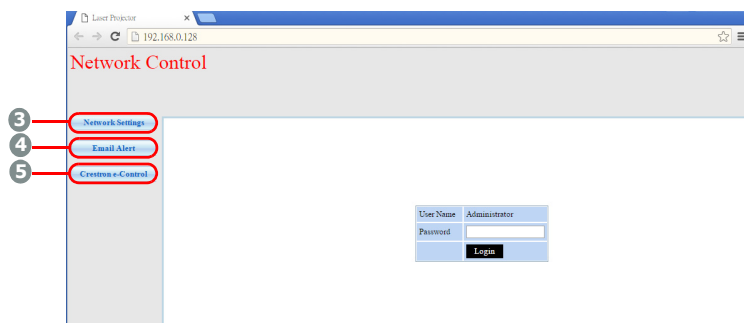 Laser Projector
192.168.0.128
Network Control
3 Network Settings
4 Email Alert
5 Crestron e-Control
User Name Administrator
Password
Login